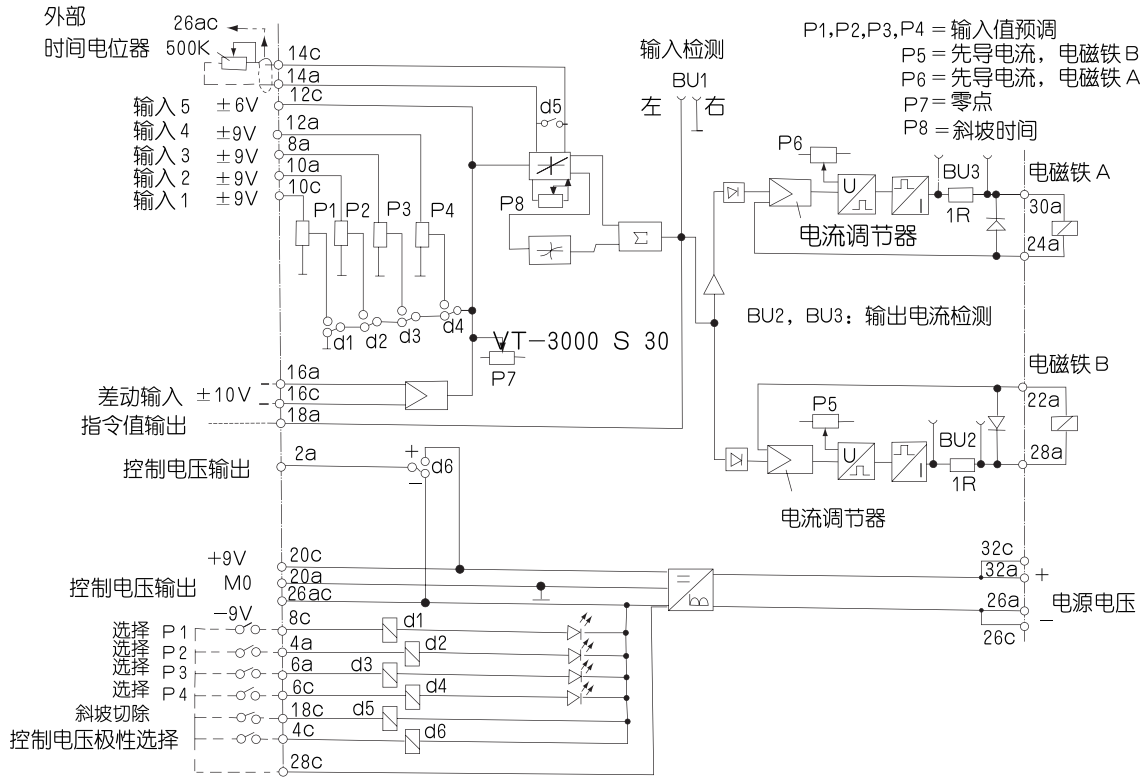 外部
时间电位器
26ac
500K
14c
14a
12c
输入5 ±6V
12a
输入4 ±9V
8a
输入3 ±9V
10a
输入2 ±9V
10c
输入1 ±9V
P1
P2
P3
P4
d1
d2
d3
d4
d5
P8
Σ
输入检测
BU1
左
右
P1,P2,P3,P4 = 输入值预调
P5 = 先导电流，电磁铁B
P6 = 先导电流，电磁铁A
P7 = 零点
P8 = 斜坡时间
P6
U
I
BU3
1R
电磁铁A
30a
24a
电流调节器
BU2，BU3：输出电流检测
VT-3000 S 30
P7
16a
16c
差动输入 ±10V
18a
指令值输出
电磁铁B
22a
28a
P5
U
I
BU2
1R
电流调节器
2a
控制电压输出
+
−
d6
+9V
20c
控制电压输出 M0
20a
26ac
−9V
=
32c
32a
+
26a
−
26c
电源电压
8c
选择 P1
d1
4a
选择 P2
d2
6a
选择 P3
d3
6c
选择 P4
d4
18c
斜坡切除
d5
4c
控制电压极性选择
d6
28c